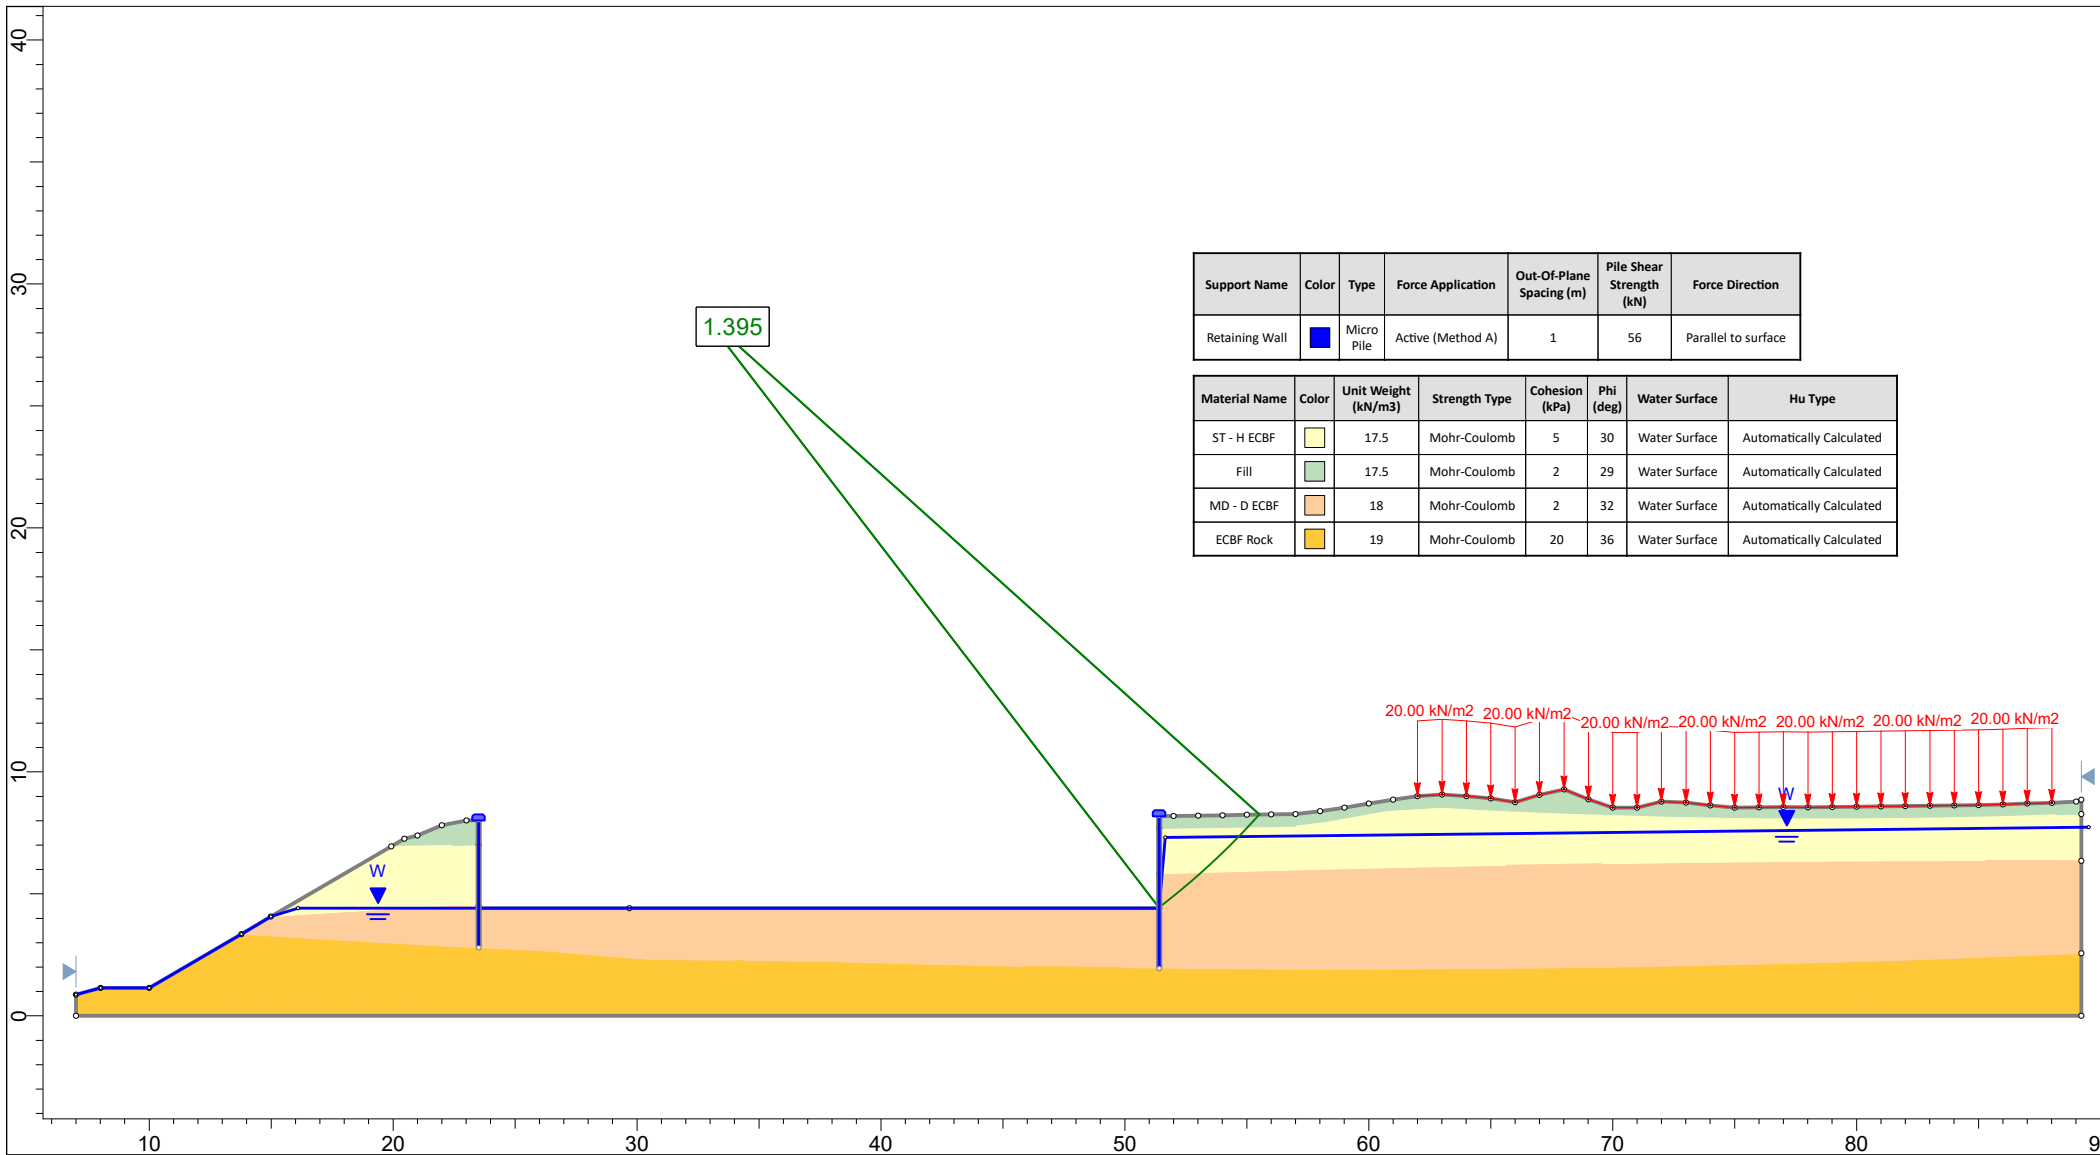 40
30
20
10
0
Support Name Color Type Force Application Out-Of-Plane Spacing (m) Pile Shear Strength (kN) Force Direction
Retaining Wall Micro Pile Active (Method A) 1 56 Parallel to surface
1.395
Material Name Color Unit Weight (kN/m3) Strength Type Cohesion (kPa) Phi (deg) Water Surface Hu Type
ST - H ECBF 17.5 Mohr-Coulomb 5 30 Water Surface Automatically Calculated
Fill 17.5 Mohr-Coulomb 2 29 Water Surface Automatically Calculated
MD - D ECBF 18 Mohr-Coulomb 2 32 Water Surface Automatically Calculated
ECBF Rock 19 Mohr-Coulomb 20 36 Water Surface Automatically Calculated
20.00 kN/m2 20.00 kN/m2 20.00 kN/m2 20.00 kN/m2 20.00 kN/m2 20.00 kN/m2 20.00 kN/m2
W
W
10 20 30 40 50 60 70 80 9